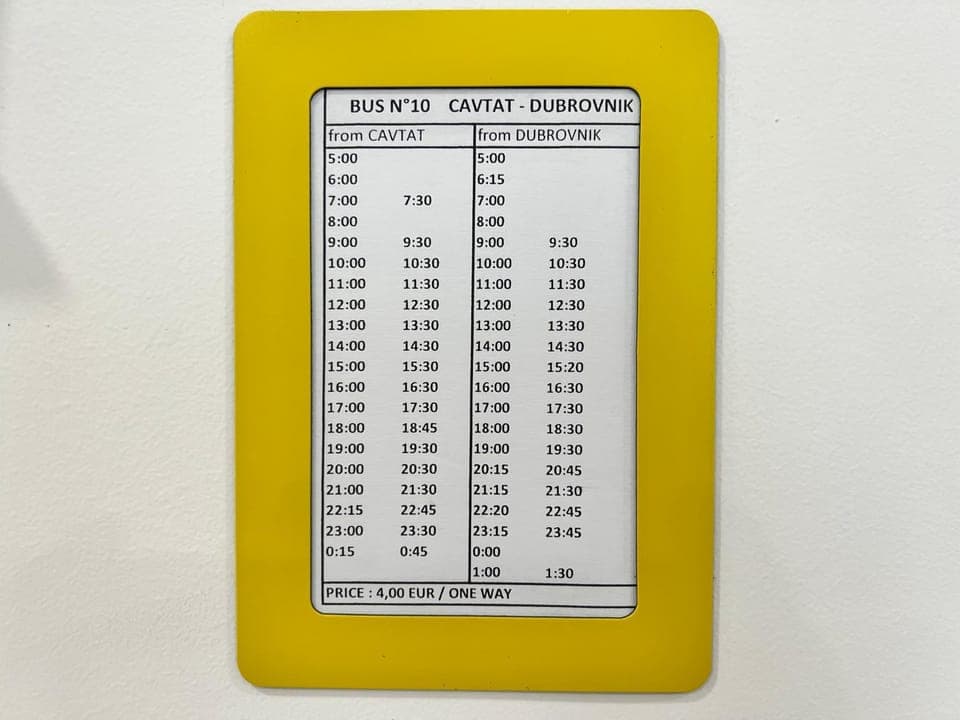 BUS N°10 CAVTAT - DUBROVNIK
from CAVTAT from DUBROVNIK
5:00 5:00
6:00 6:15
7:00 7:30 7:00
8:00 8:00
9:00 9:30 9:00 9:30
10:00 10:30 10:00 10:30
11:00 11:30 11:00 11:30
12:00 12:30 12:00 12:30
13:00 13:30 13:00 13:30
14:00 14:30 14:00 14:30
15:00 15:30 15:00 15:20
16:00 16:30 16:00 16:30
17:00 17:30 17:00 17:30
18:00 18:45 18:00 18:30
19:00 19:30 19:00 19:30
20:00 20:30 20:15 20:45
21:00 21:30 21:15 21:30
22:15 22:45 22:20 22:45
23:00 23:30 23:15 23:45
0:15 0:45 0:00
1:00 1:30
PRICE : 4,00 EUR / ONE WAY